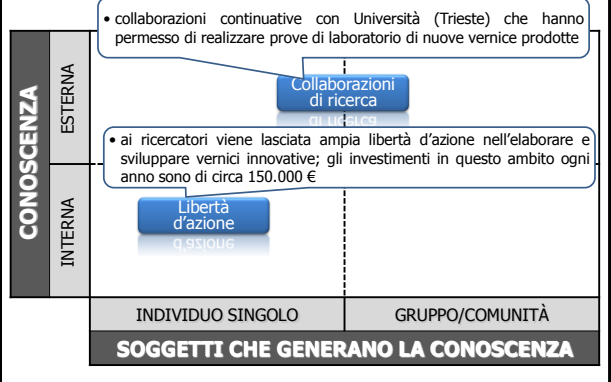 • collaborazioni continuative con Università (Trieste) che hanno
permesso di realizzare prove di laboratorio di nuove vernice prodotte
Collaborazioni
di ricerca
• ai ricercatori viene lasciata ampia libertà d'azione nell'elaborare e
sviluppare vernici innovative; gli investimenti in questo ambito ogni
anno sono di circa 150.000 €
Libertà
d'azione
CONOSCENZA
ESTERNA
INTERNA
INDIVIDUO SINGOLO
GRUPPO/COMUNITÀ
SOGGETTI CHE GENERANO LA CONOSCENZA